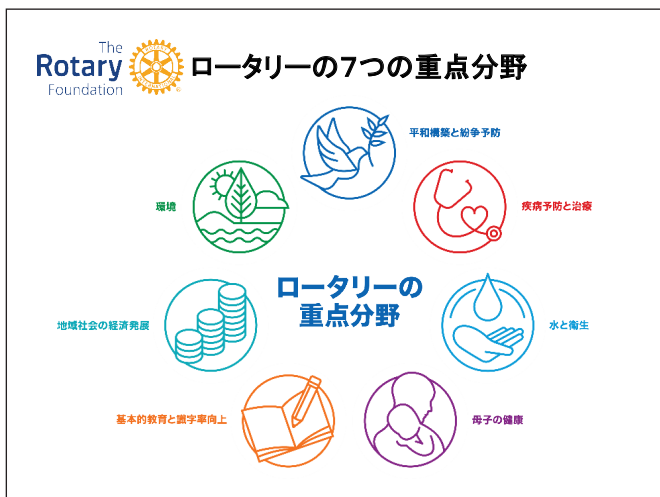 The
Rotary
Foundation
ロータリーの7つの重点分野
平和構築と紛争予防
疾病予防と治療
環境
ロータリーの
重点分野
地域社会の経済発展
水と衛生
基本的教育と識字率向上
母子の健康